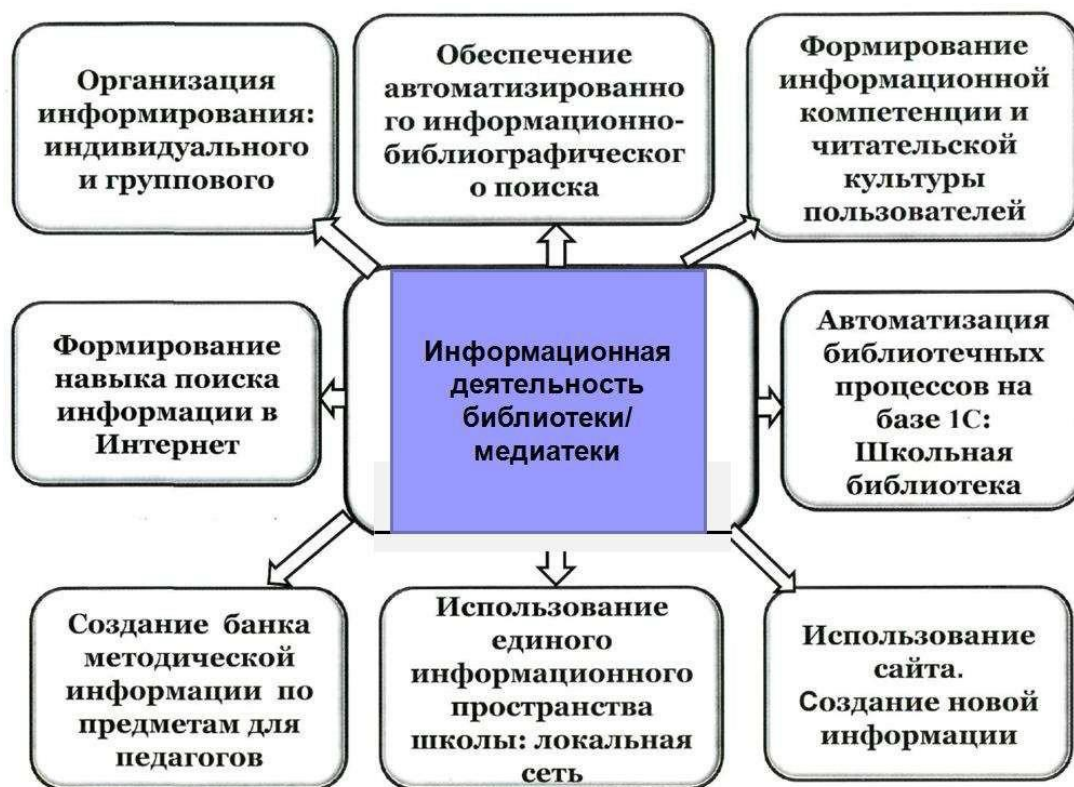 Организация
информирования:
индивидуального
и группового
Обеспечение
автоматизированно
го информационно-
библиографическог
о поиска
Формирование
информационной
компетенции и
читательской
культуры
пользователей
Формирование
навыка поиска
информации в
Интернет
Информационная
деятельность
библиотеки/
медиатеки
Автоматизация
библиотечных
процессов на
базе 1С:
Школьная
библиотека
Создание банка
методической
информации по
предметам для
педагогов
Использование
единого
информационного
пространства
школы: локальная
сеть
Использование
сайта.
Создание новой
информации